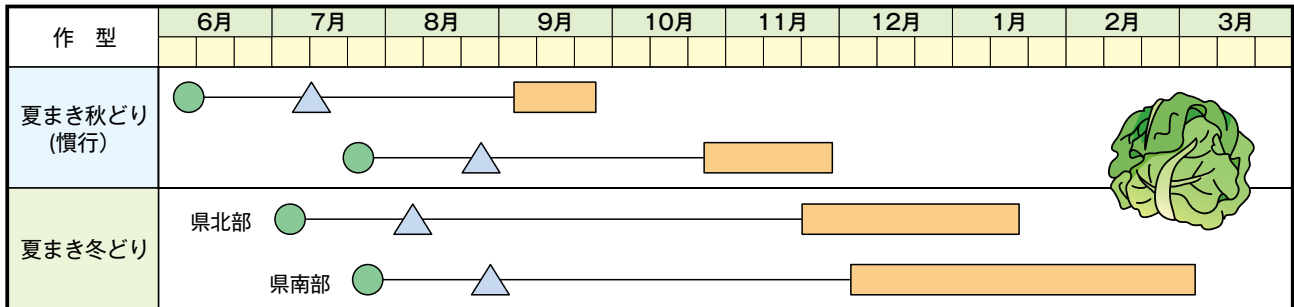 作 型
6月 7月 8月 9月 10月 11月 12月 1月 2月 3月
夏まき秋どり
(慣行）
夏まき冬どり
県北部
県南部